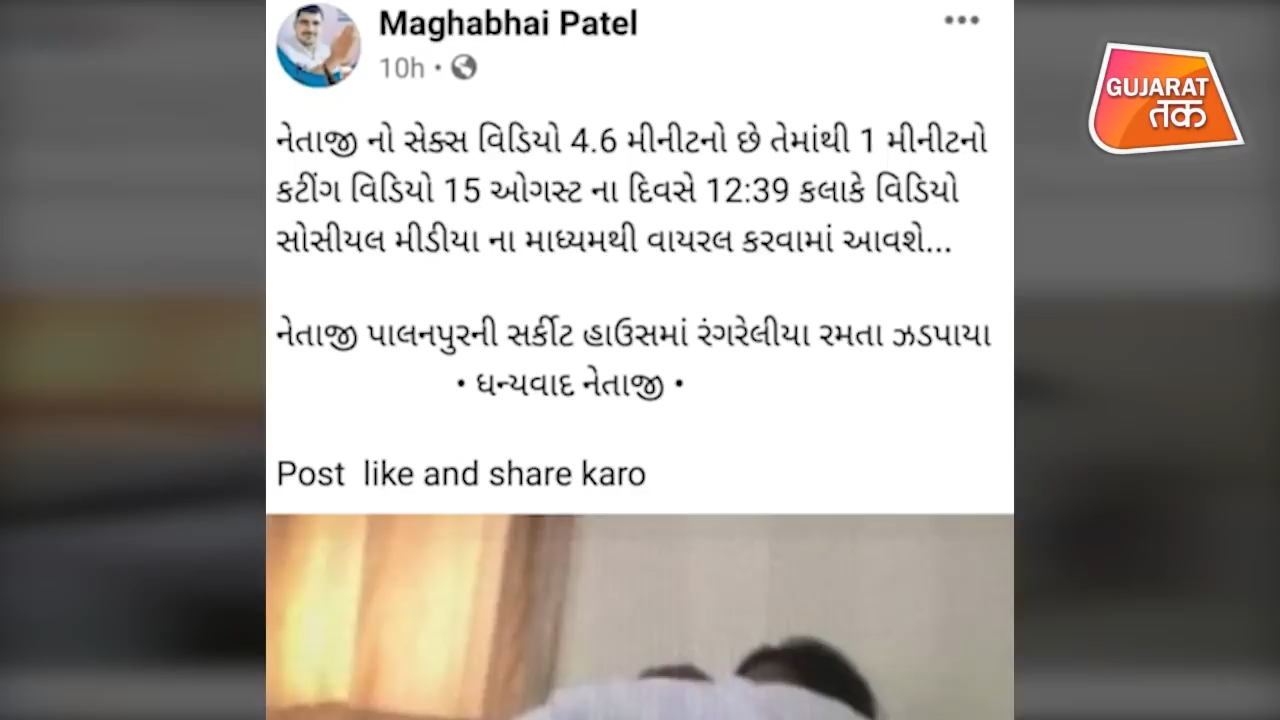 Maghabhai Patel
10h •
નેતાજી નો સેક્સ વિડિયો 4.6 મીનીટનો છે તેમાંથી 1 મીનીટનો
કટીંગ વિડિયો 15 ઓગસ્ટ ના દિવસે 12:39 કલાકે વિડિયો
સોસીયલ મીડીયા ના માધ્યમથી વાયરલ કરવામાં આવશે...
નેતાજી પાલનપુરની સર્કીટ હાઉસમાં રંગરેલીયા રમતા ઝડપાયા
• ધન્યવાદ નેતાજી •
Post like and share karo
GUJARAT
तक